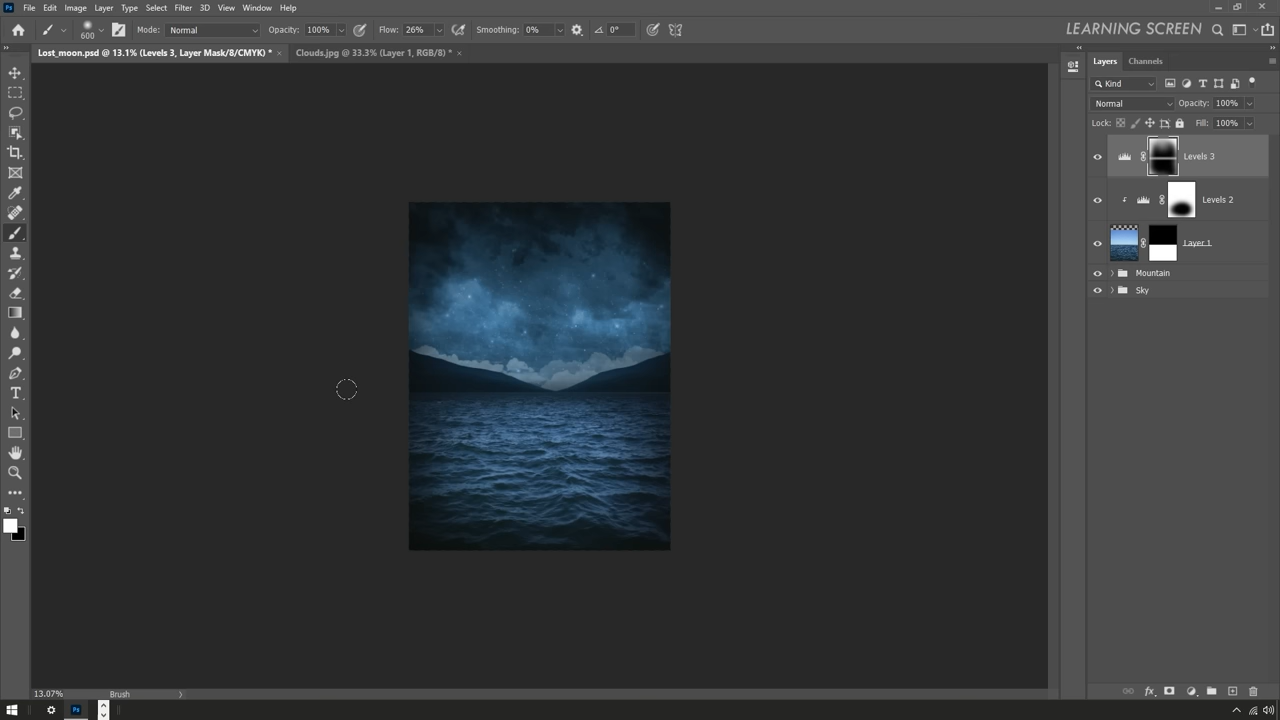 Ps File Edit Image Layer Type Select Filter 3D View Window Help
600 Mode: Normal Opacity: 100% Flow: 26% Smoothing: 0% 0° LEARNING SCREEN
Lost_moon.psd @ 13.1% (Levels 3, Layer Mask/8/CMYK) * × Clouds.jpg @ 33.3% (Layer 1, RGB/8) * ×
Layers Channels
Kind
Normal Opacity: 100%
Lock: Fill: 100%
Levels 3
Levels 2
Layer 1
Mountain
Sky
13.07% Brush
Ps